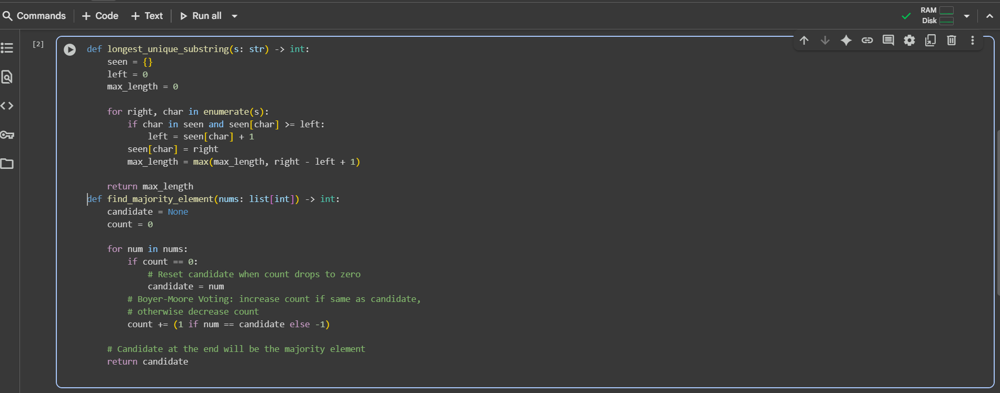 Commands + Code + Text Run all
RAM
Disk
[2]
def longest_unique_substring(s: str) -> int:
    seen = {}
    left = 0
    max_length = 0

    for right, char in enumerate(s):
        if char in seen and seen[char] >= left:
            left = seen[char] + 1
        seen[char] = right
        max_length = max(max_length, right - left + 1)

    return max_length
def find_majority_element(nums: list[int]) -> int:
    candidate = None
    count = 0

    for num in nums:
        if count == 0:
            # Reset candidate when count drops to zero
            candidate = num
        # Boyer-Moore Voting: increase count if same as candidate,
        # otherwise decrease count
        count += (1 if num == candidate else -1)

    # Candidate at the end will be the majority element
    return candidate